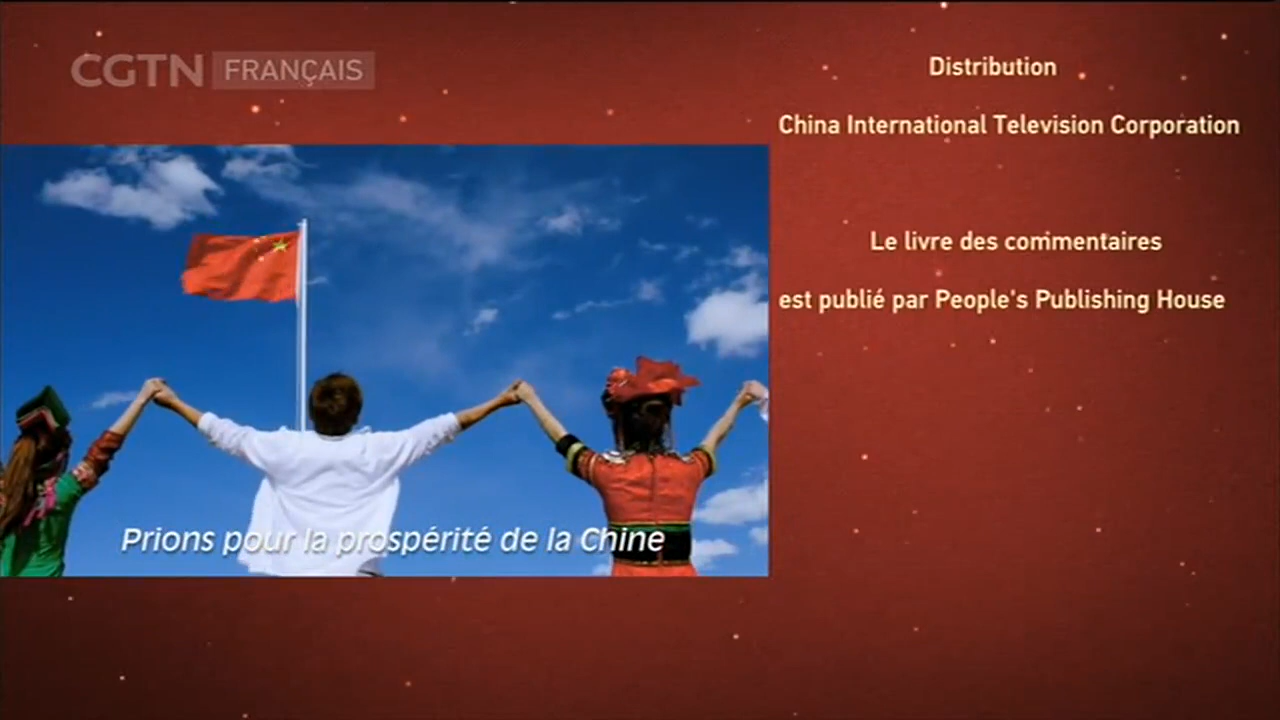 CGTN FRANÇAIS
Distribution
China International Television Corporation
Le livre des commentaires
est publié par People's Publishing House
Prions pour la prospérité de la Chine